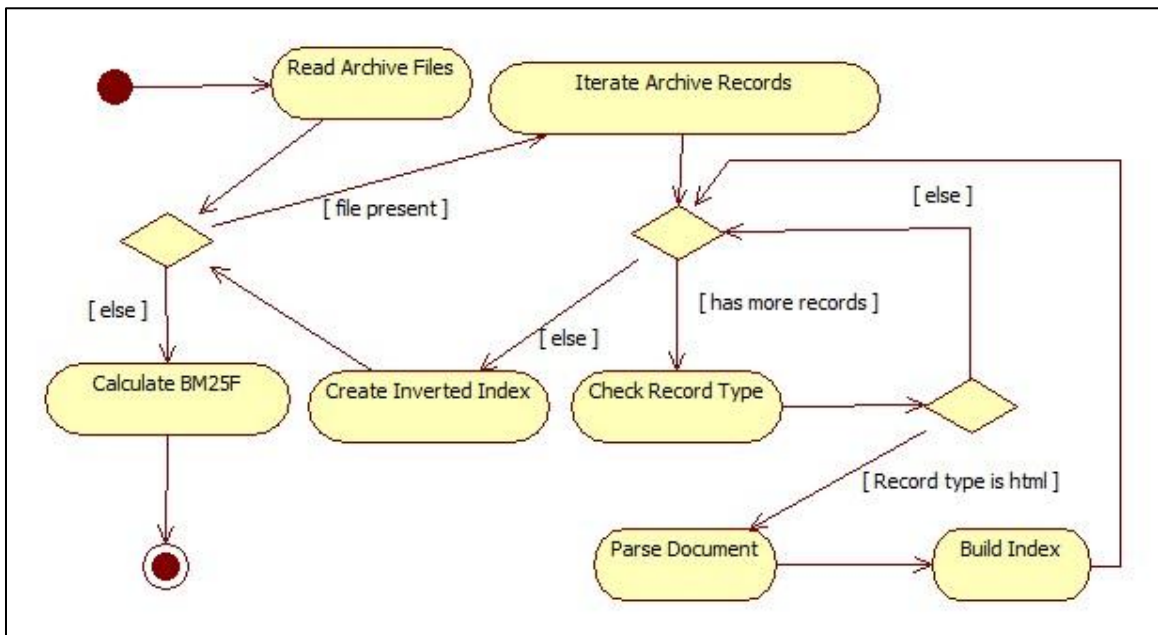 Read Archive Files
Iterate Archive Records
[ file present ]
[ else ]
[ else ]
[ has more records ]
[ else ]
Calculate BM25F
Create Inverted Index
Check Record Type
[ Record type is html ]
Parse Document
Build Index